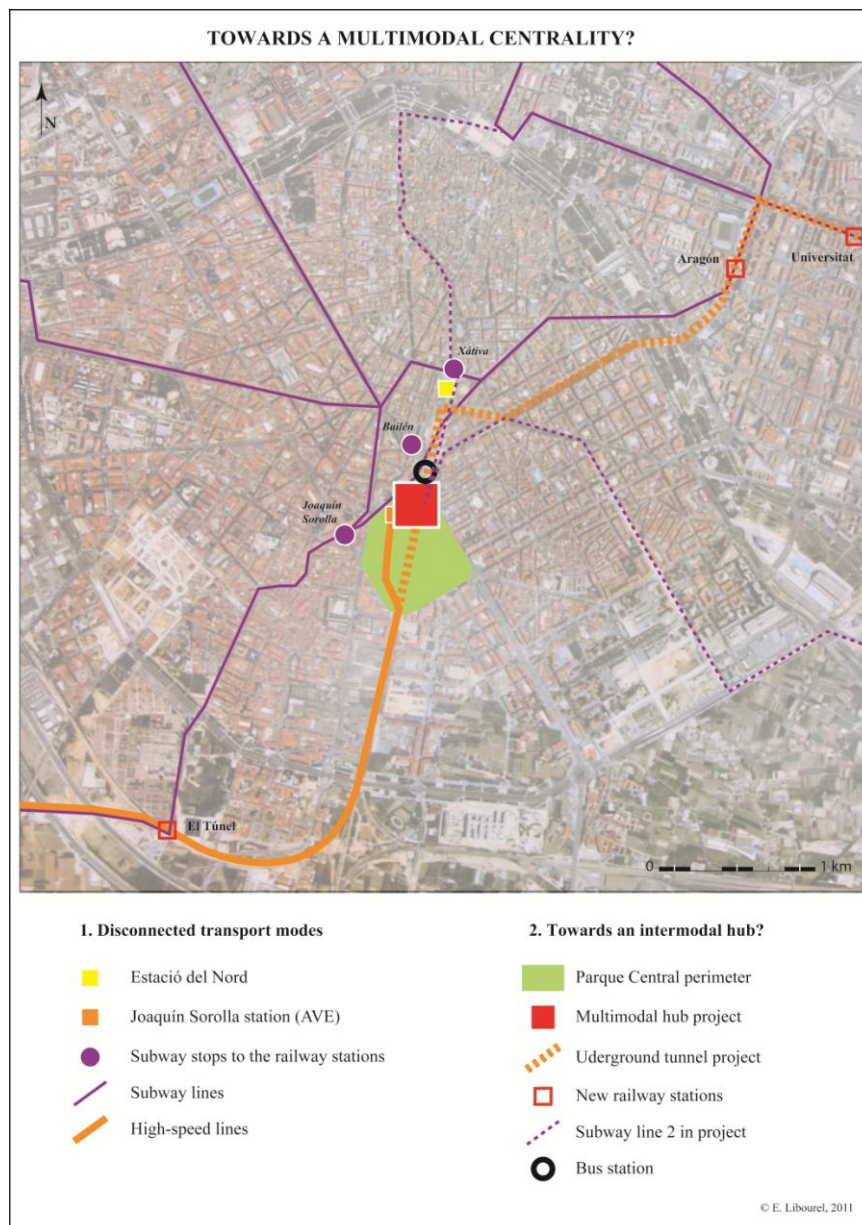 TOWARDS A MULTIMODAL CENTRALITY?
N
Aragón
Universitat
Xátiva
Bailén
Joaquín
Sorolla
El Túnel
0 1 km
1. Disconnected transport modes
Estació del Nord
Joaquín Sorolla station (AVE)
Subway stops to the railway stations
Subway lines
High-speed lines
2. Towards an intermodal hub?
Parque Central perimeter
Multimodal hub project
Uderground tunnel project
New railway stations
Subway line 2 in project
Bus station
© E. Libourel, 2011